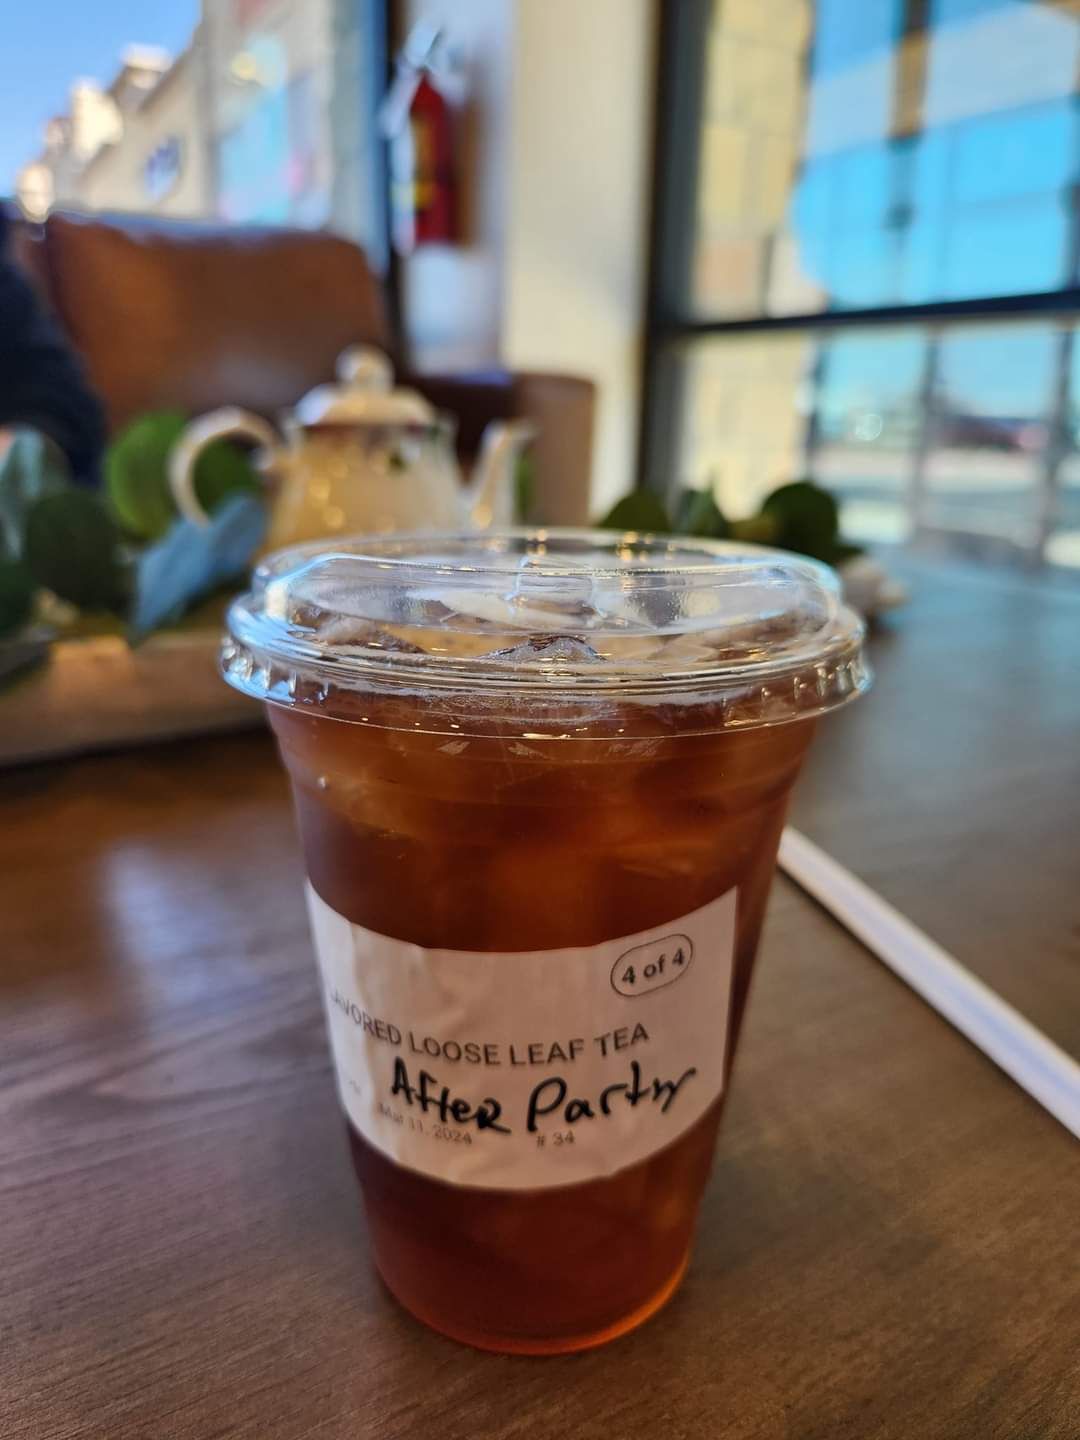 4 of 4
LAVORED LOOSE LEAF TEA
After Party
Mar 11, 2024 # 34